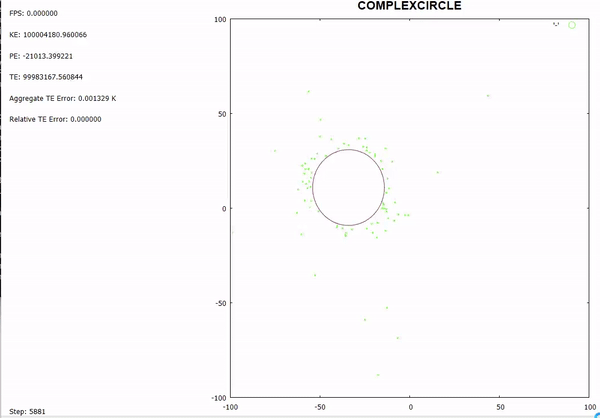 COMPLEXCIRCLE
FPS: 0.000000
KE: 100004180.960066
PE: -21013.399221
TE: 99983167.560844
Aggregate TE Error: 0.001329 K
Relative TE Error: 0.000000
100
50
0
-50
-100
-100
-50
0
50
100
Step: 5881